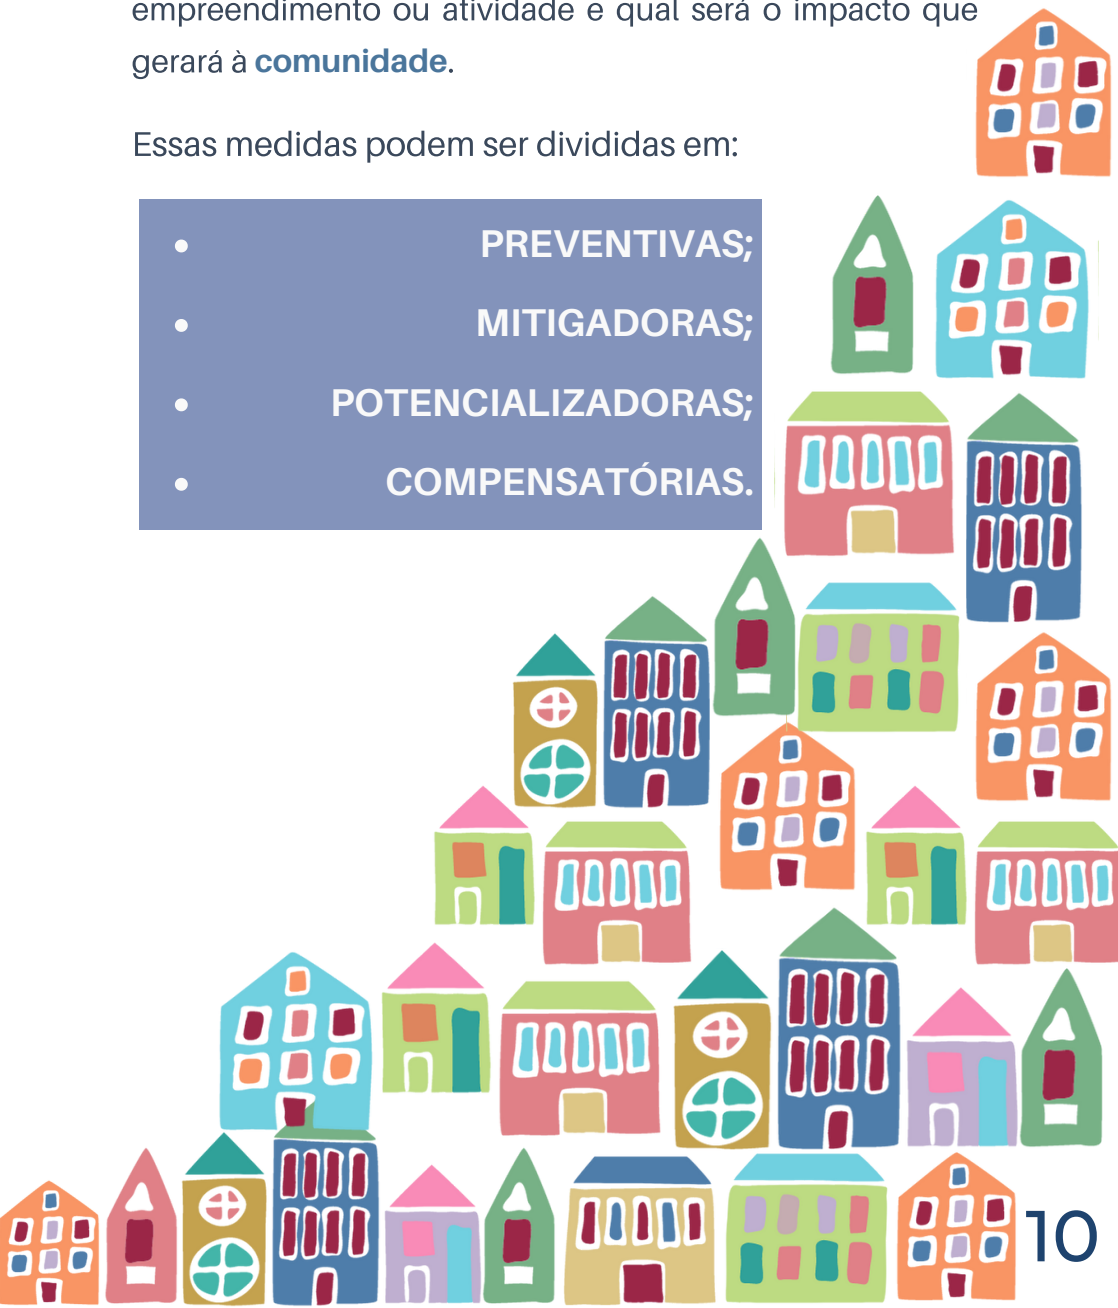 empreendimento ou atividade e qual será o impacto que
gerará à comunidade.
Essas medidas podem ser divididas em:
• PREVENTIVAS;
• MITIGADORAS;
• POTENCIALIZADORAS;
• COMPENSATÓRIAS.
10